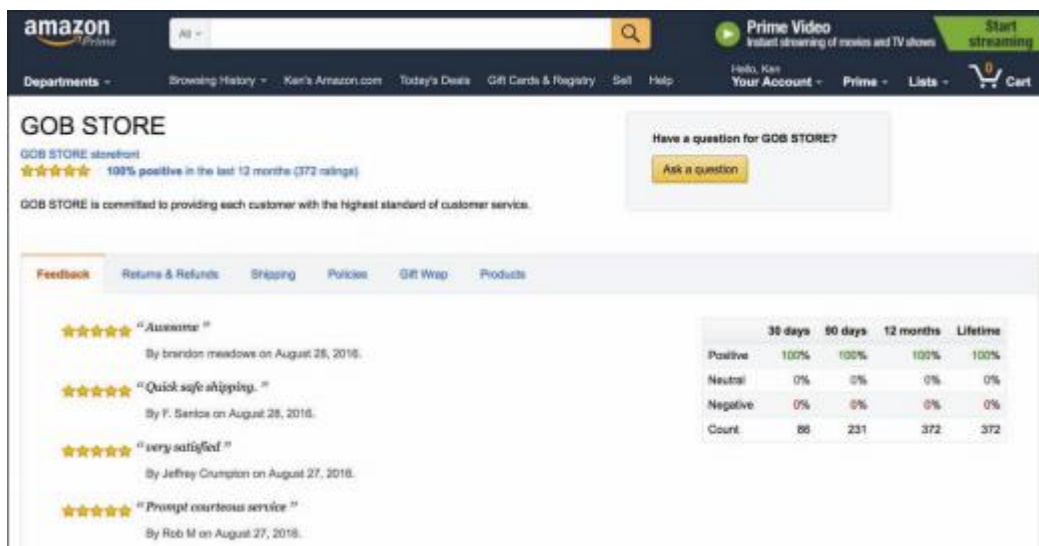 amazon
Prime
All
Prime Video
Instant streaming of movies and TV shows
Start
streaming
Departments
Browsing History
Ken's Amazon.com
Today's Deals
Gift Cards & Registry
Sell
Help
Hello, Ken
Your Account
Prime
Lists
0
Cart
GOB STORE
GOB STORE storefront
100% positive in the last 12 months (372 ratings)
GOB STORE is committed to providing each customer with the highest standard of customer service.
Have a question for GOB STORE?
Ask a question
Feedback
Returns & Refunds
Shipping
Policies
Gift Wrap
Products
“ Awesome ”
By brandon meadows on August 28, 2016.
“ Quick safe shipping. ”
By F. Santos on August 28, 2016.
“ very satisfied ”
By Jeffrey Crumpton on August 27, 2016.
“ Prompt courteous service ”
By Rob M on August 27, 2016.
30 days 90 days 12 months Lifetime
Positive 100% 100% 100% 100%
Neutral 0% 0% 0% 0%
Negative 0% 0% 0% 0%
Count 86 231 372 372